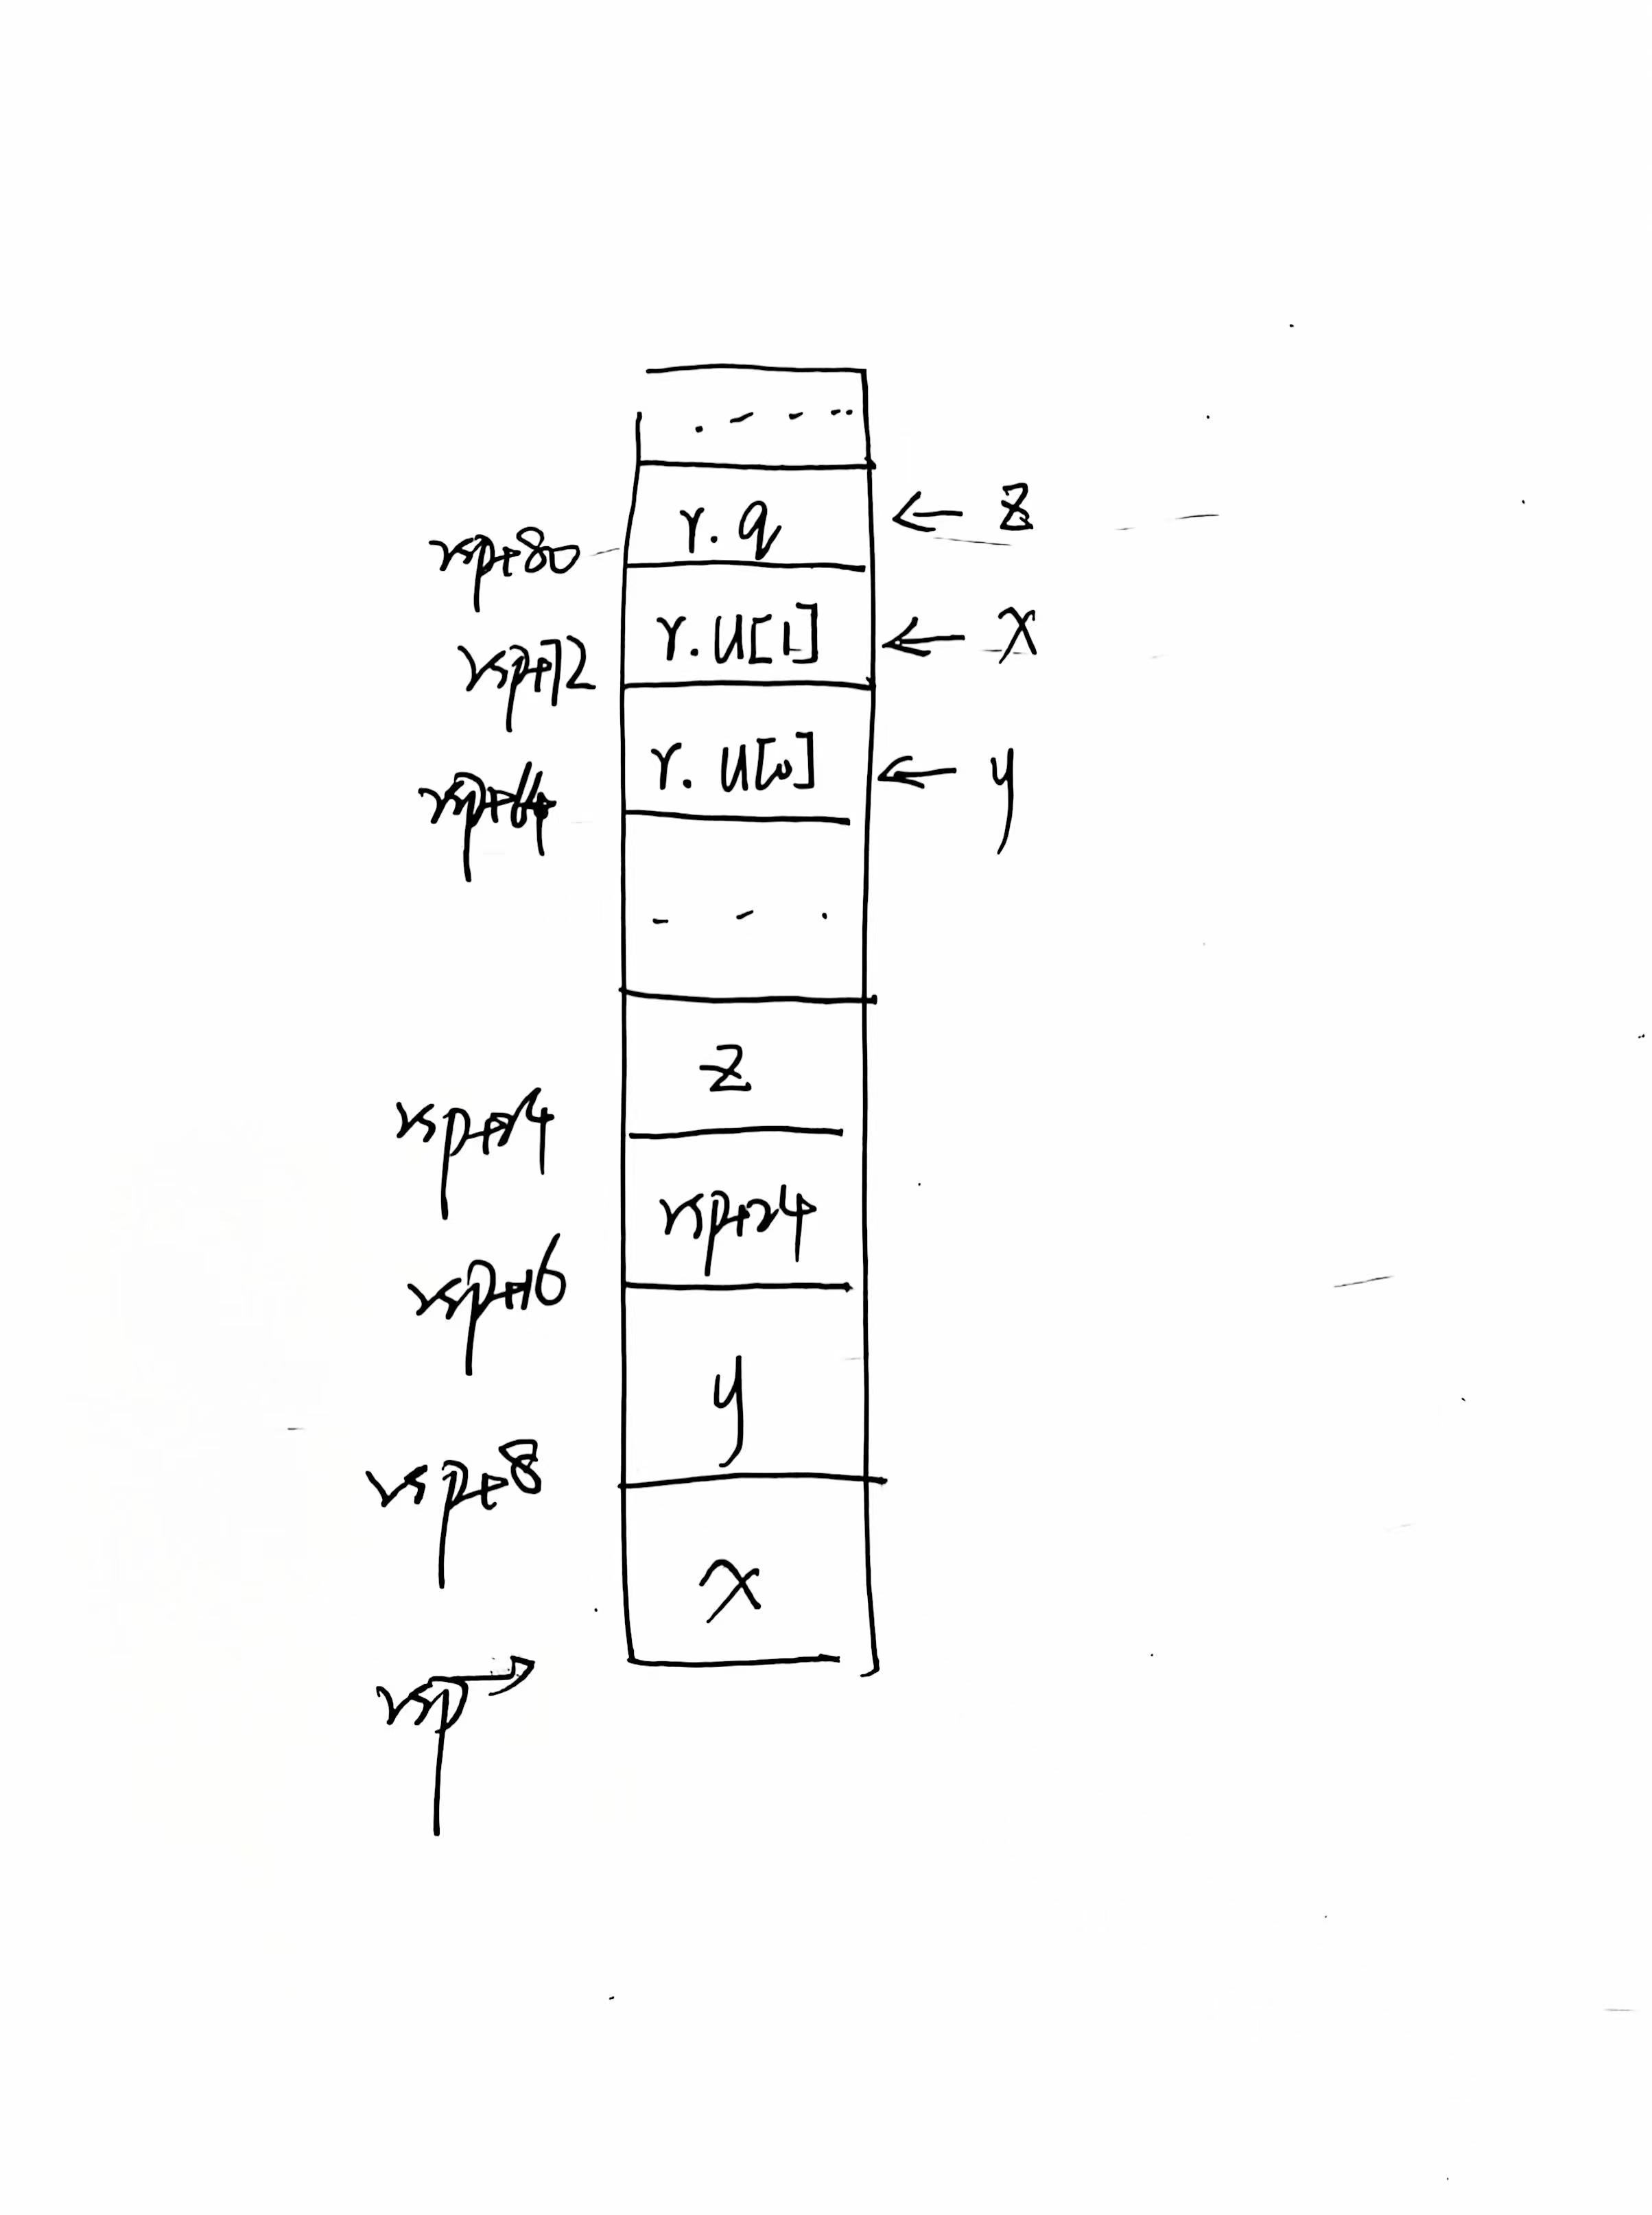 r.q ← z
rsp+80
r.u[1] ← x
rsp+72
r.u[0] ← y
rsp+64
z
rsp+24
rsp+24
rsp+16
y
rsp+8
x
rsp →